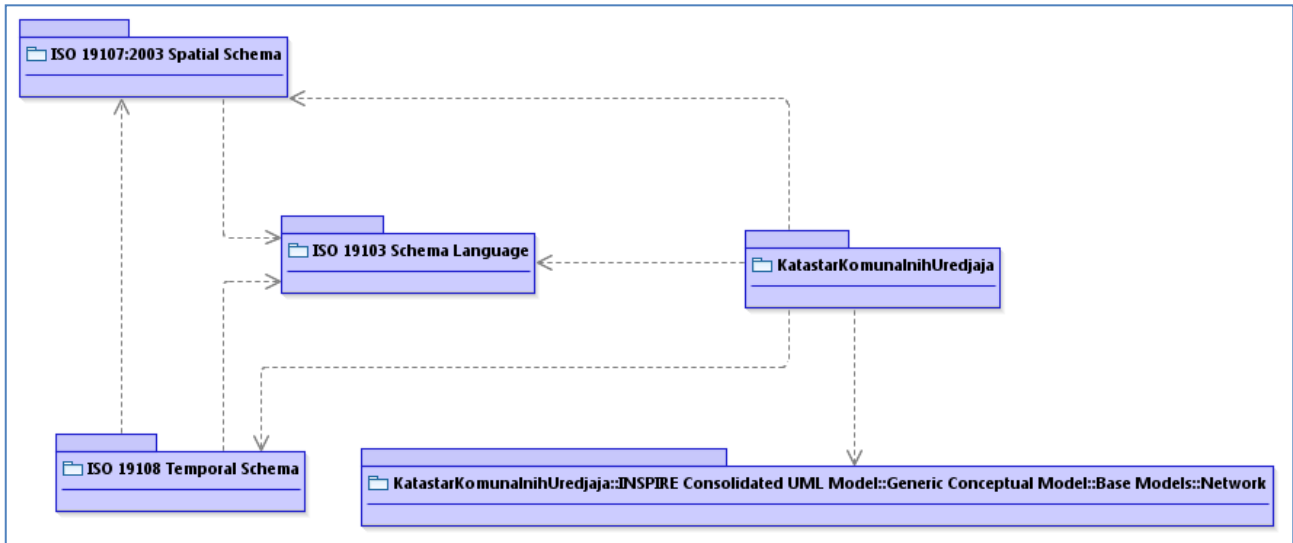 ISO 19107:2003 Spatial Schema
ISO 19103 Schema Language
KatastarKomunalnihUredjaja
ISO 19108 Temporal Schema
KatastarKomunalnihUredjaja::INSPIRE Consolidated UML Model::Generic Conceptual Model::Base Models::Network